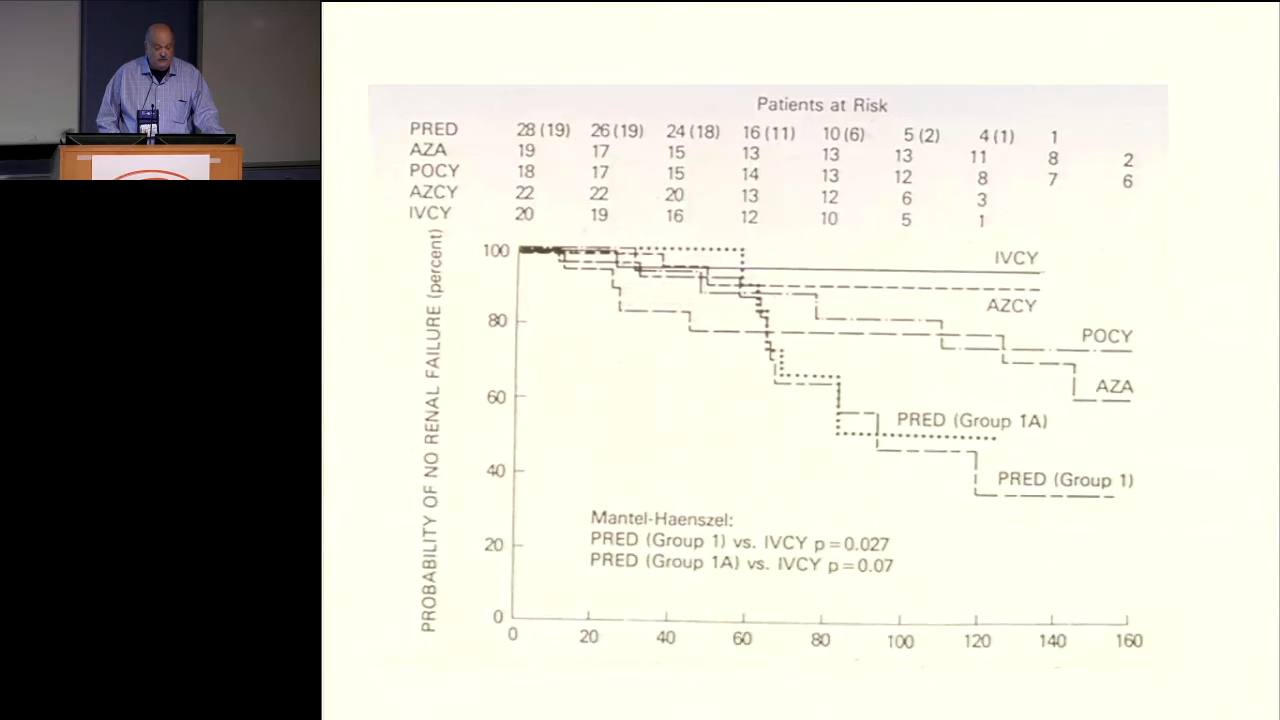 Patients at Risk
PRED 28 (19) 26 (19) 24 (18) 16 (11) 10 (6) 5 (2) 4 (1) 1
AZA 19 17 15 13 13 13 11 8 2
POCY 18 17 15 14 13 12 8 7 6
AZCY 22 22 20 13 12 6 3
IVCY 20 19 16 12 10 5 1
PROBABILITY OF NO RENAL FAILURE (percent)
100
80
60
40
20
0
IVCY
AZCY
POCY
AZA
PRED (Group 1A)
PRED (Group 1)
Mantel-Haenszel:
PRED (Group 1) vs. IVCY p=0.027
PRED (Group 1A) vs. IVCY p=0.07
0 20 40 60 80 100 120 140 160